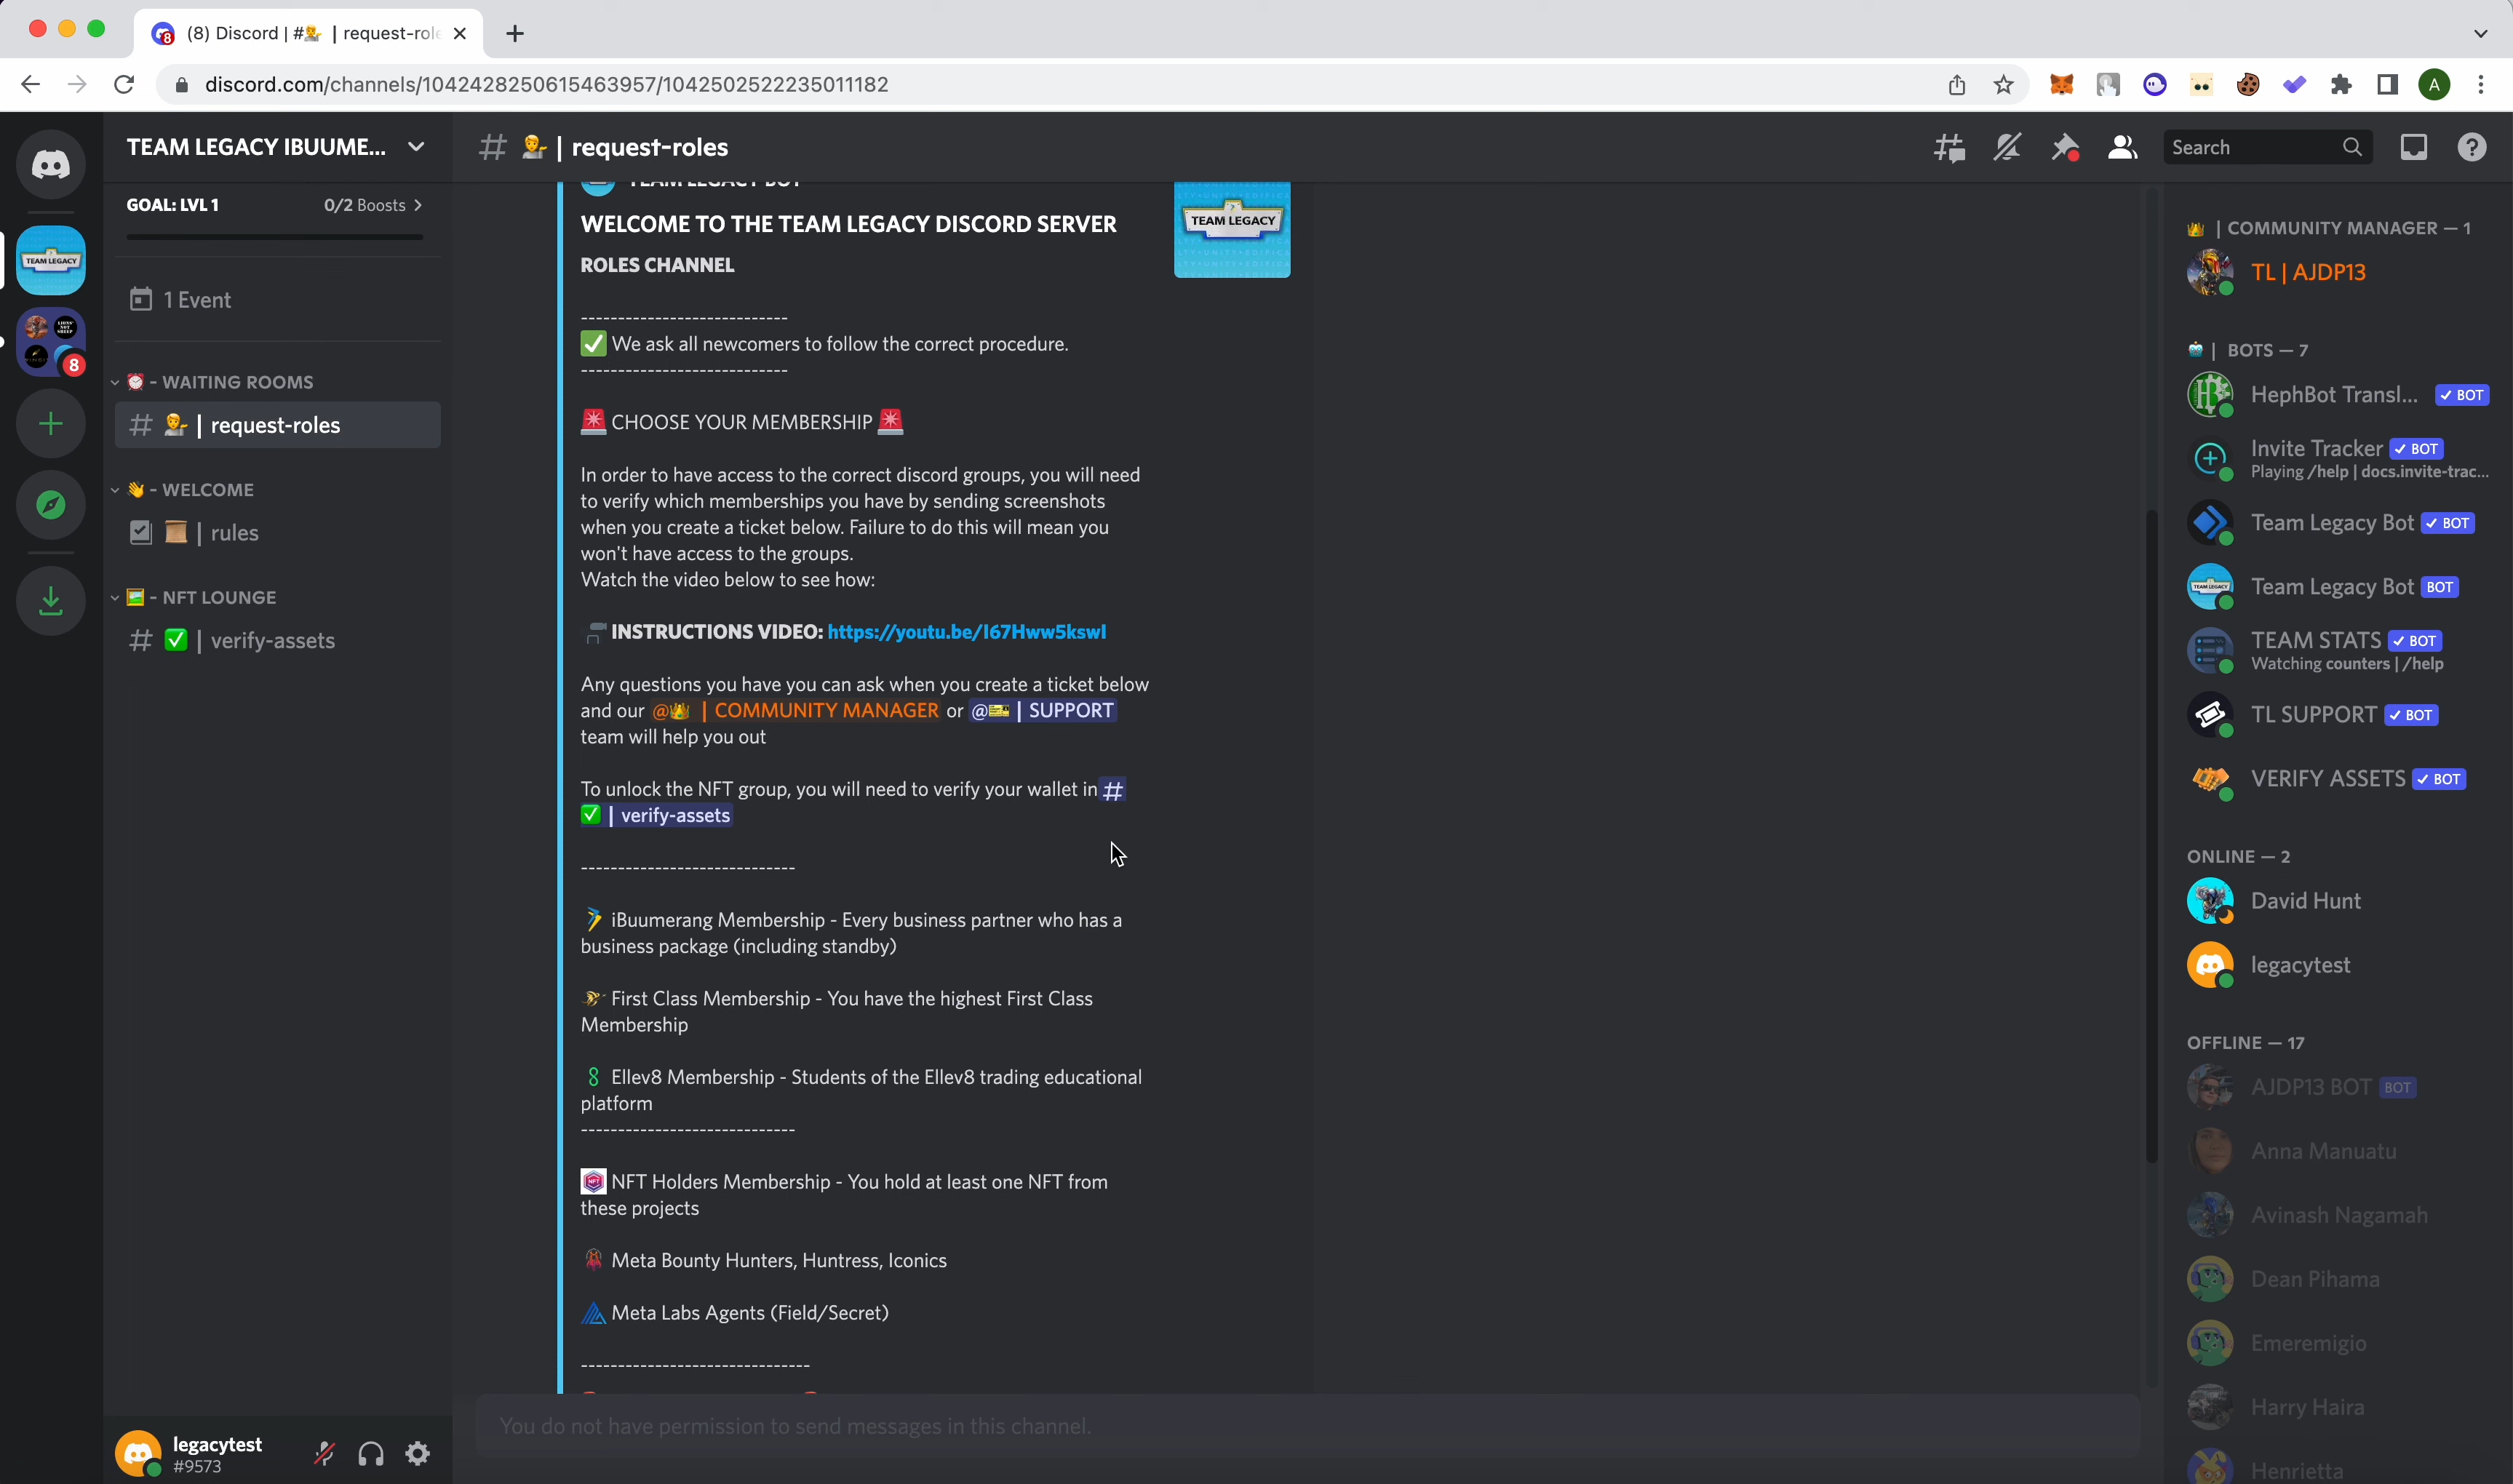 (8) Discord | # | request-role
discord.com/channels/1042428250615463957/1042502522235011182
A
TEAM LEGACY IBUUME...
GOAL: LVL 1 0/2 Boosts
1 Event
- WAITING ROOMS
# | request-roles
- WELCOME
| rules
- NFT LOUNGE
# | verify-assets
TEAM LEGACY
8
legacytest
#9573
# | request-roles
Search
TEAM LEGACY BOT
WELCOME TO THE TEAM LEGACY DISCORD SERVER
ROLES CHANNEL
TEAM LEGACY
----------------------------
We ask all newcomers to follow the correct procedure.
----------------------------
CHOOSE YOUR MEMBERSHIP
In order to have access to the correct discord groups, you will need
to verify which memberships you have by sending screenshots
when you create a ticket below. Failure to do this will mean you
won't have access to the groups.
Watch the video below to see how:
INSTRUCTIONS VIDEO: https://youtu.be/I67Hww5kswI
Any questions you have you can ask when you create a ticket below
and our @ | COMMUNITY MANAGER or @ | SUPPORT
team will help you out
To unlock the NFT group, you will need to verify your wallet in #
| verify-assets
-----------------------------
iBuumerang Membership - Every business partner who has a
business package (including standby)
First Class Membership - You have the highest First Class
Membership
Ellev8 Membership - Students of the Ellev8 trading educational
platform
-----------------------------
NFT Holders Membership - You hold at least one NFT from
these projects
Meta Bounty Hunters, Huntress, Iconics
Meta Labs Agents (Field/Secret)
-------------------------------
You do not have permission to send messages in this channel.
| COMMUNITY MANAGER — 1
TL | AJDP13
| BOTS — 7
HephBot Transl... BOT
Invite Tracker BOT
Playing /help | docs.invite-trac...
Team Legacy Bot BOT
Team Legacy Bot BOT
TEAM STATS BOT
Watching counters | /help
TL SUPPORT BOT
VERIFY ASSETS BOT
ONLINE — 2
David Hunt
legacytest
OFFLINE — 17
AJDP13 BOT BOT
Anna Manuatu
Avinash Nagamah
Dean Pihama
Emeremigio
Harry Haira
Henrietta